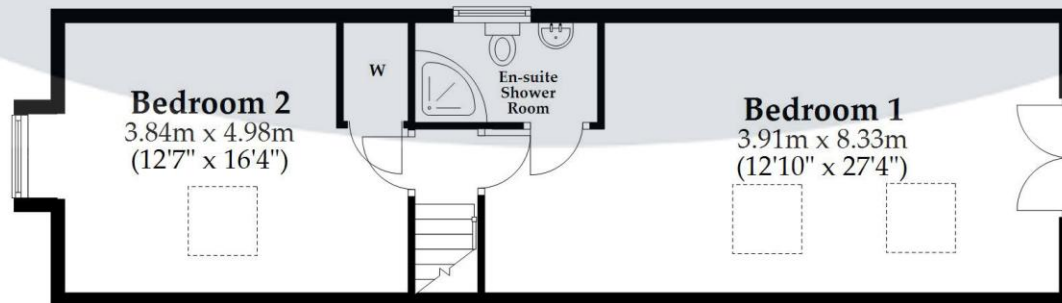 Bedroom 2
3.84m x 4.98m
(12'7" x 16'4")
W
En-suite
Shower
Room
Bedroom 1
3.91m x 8.33m
(12'10" x 27'4")